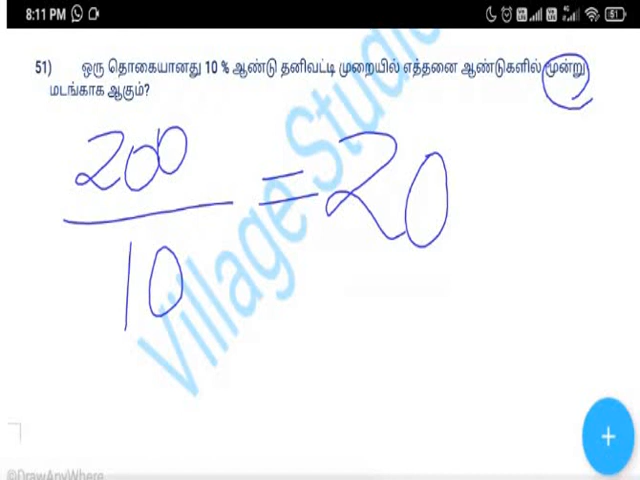 8:11 PM
51
51) ஒரு தொகையானது 10 % ஆண்டு தனிவட்டி முறையில் எத்தனை ஆண்டுகளில் மூன்று
மடங்காக ஆகும்?
200
10
= 20
Village Studio
+
©DrawAnyWhere